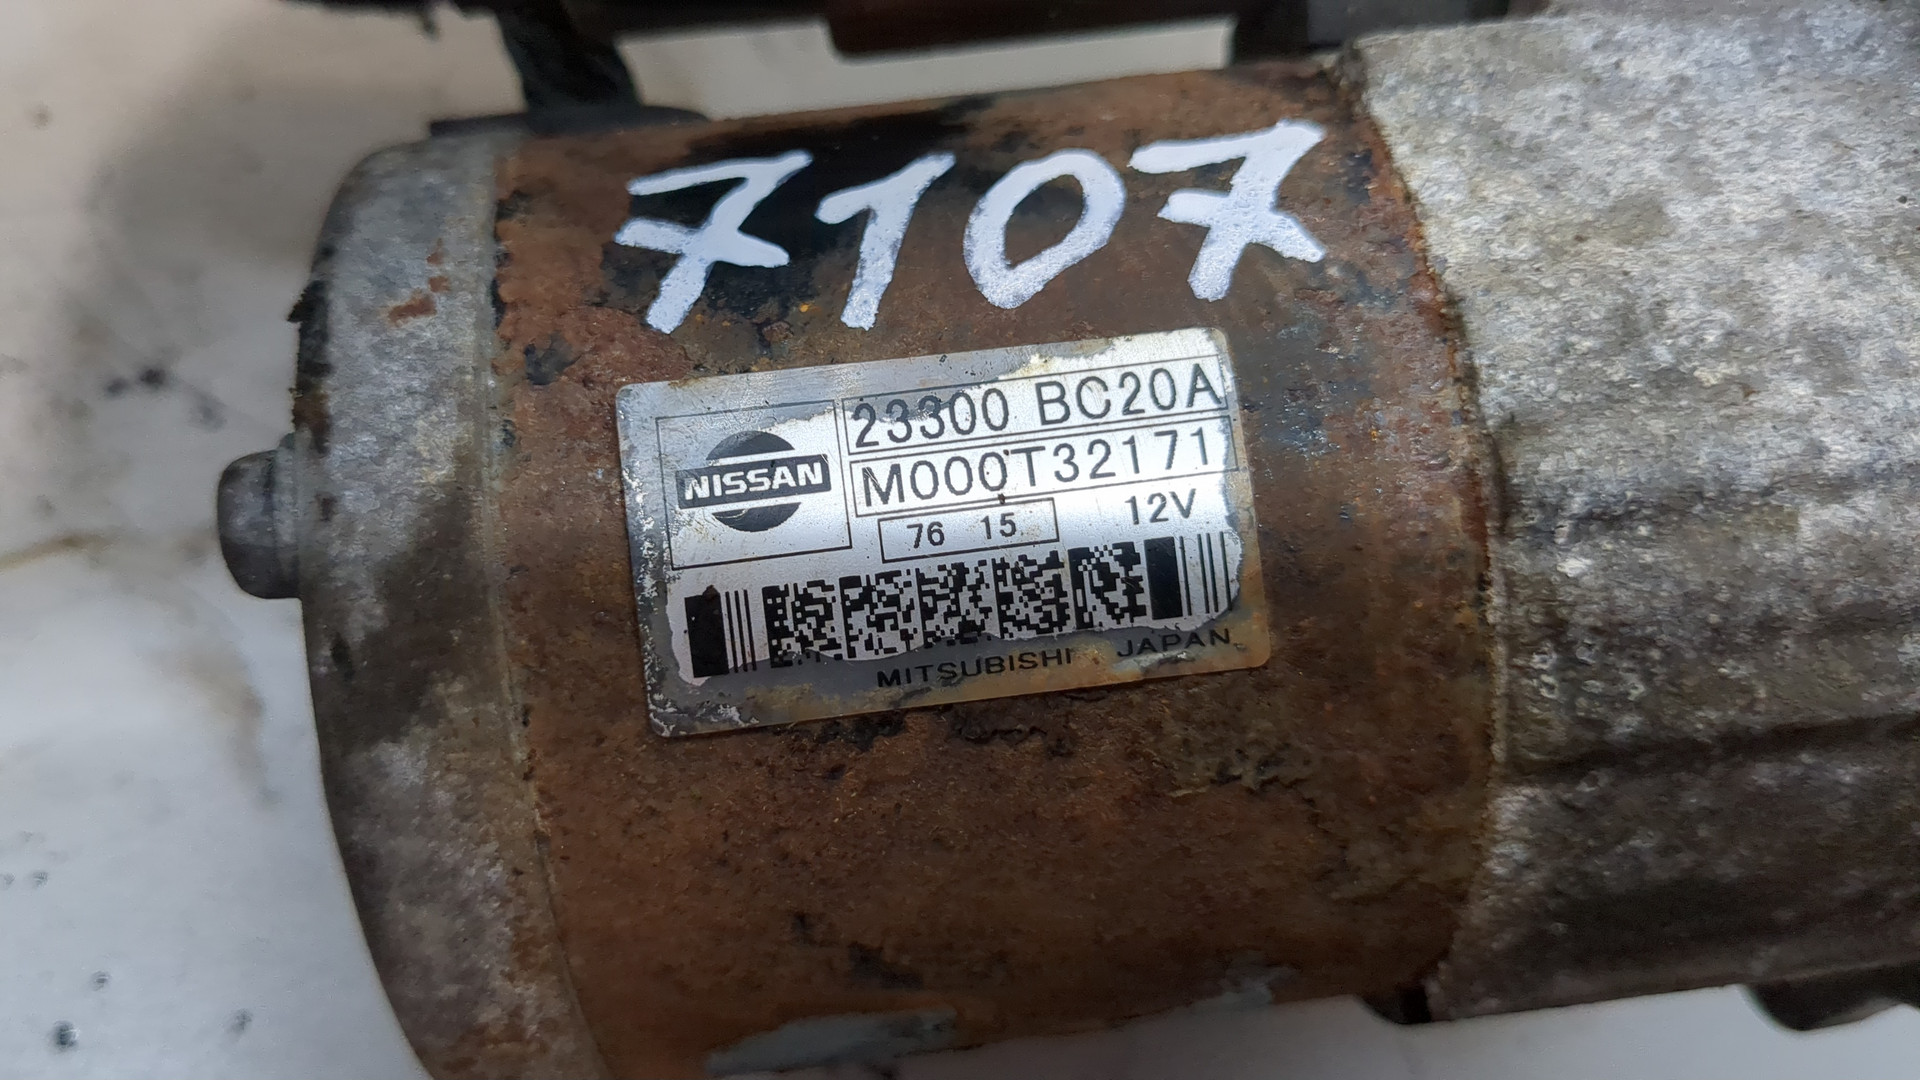 7107
23300 BC20A
NISSAN
M000T32171
76 15
12V
MITSUBISHI JAPAN